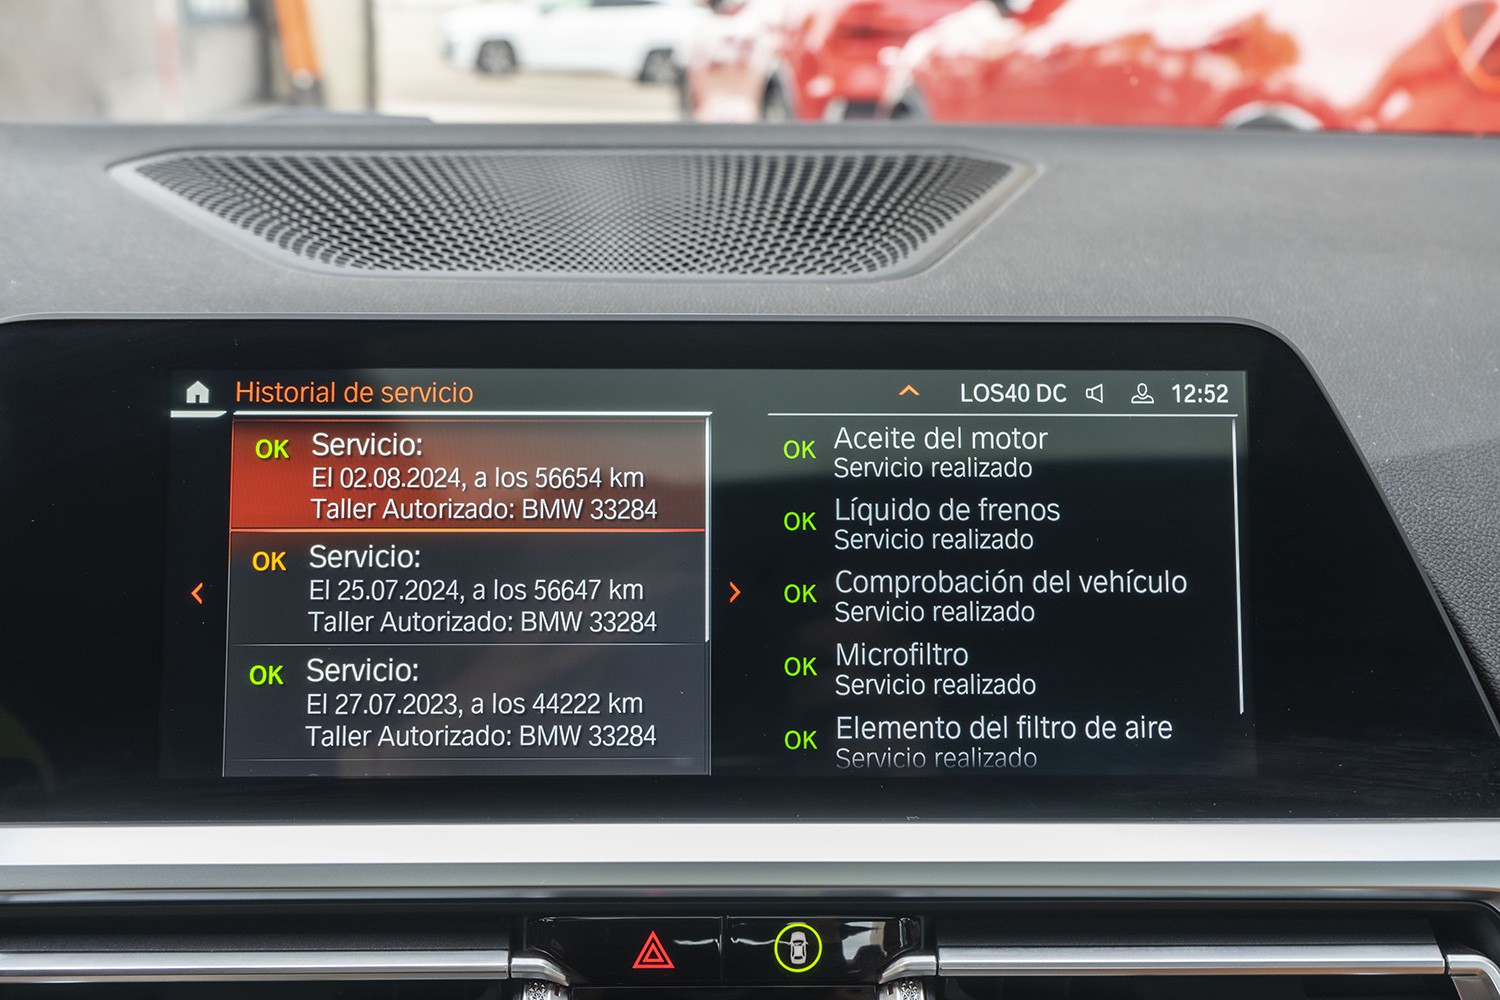 Historial de servicio
LOS40 DC 12:52
OK Servicio:
El 02.08.2024, a los 56654 km
Taller Autorizado: BMW 33284
OK Servicio:
El 25.07.2024, a los 56647 km
Taller Autorizado: BMW 33284
OK Servicio:
El 27.07.2023, a los 44222 km
Taller Autorizado: BMW 33284
OK Aceite del motor
Servicio realizado
OK Líquido de frenos
Servicio realizado
OK Comprobación del vehículo
Servicio realizado
OK Microfiltro
Servicio realizado
OK Elemento del filtro de aire
Servicio realizado